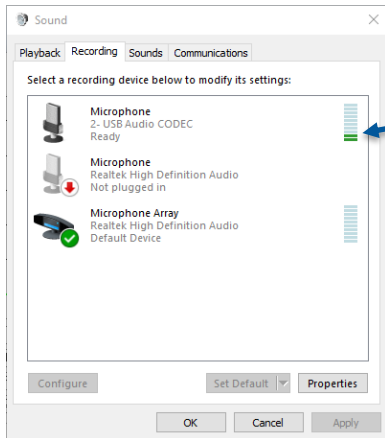 Sound
Playback Recording Sounds Communications
Select a recording device below to modify its settings:
Microphone
2- USB Audio CODEC
Ready
Microphone
Realtek High Definition Audio
Not plugged in
Microphone Array
Realtek High Definition Audio
Default Device
Configure Set Default Properties
OK Cancel Apply